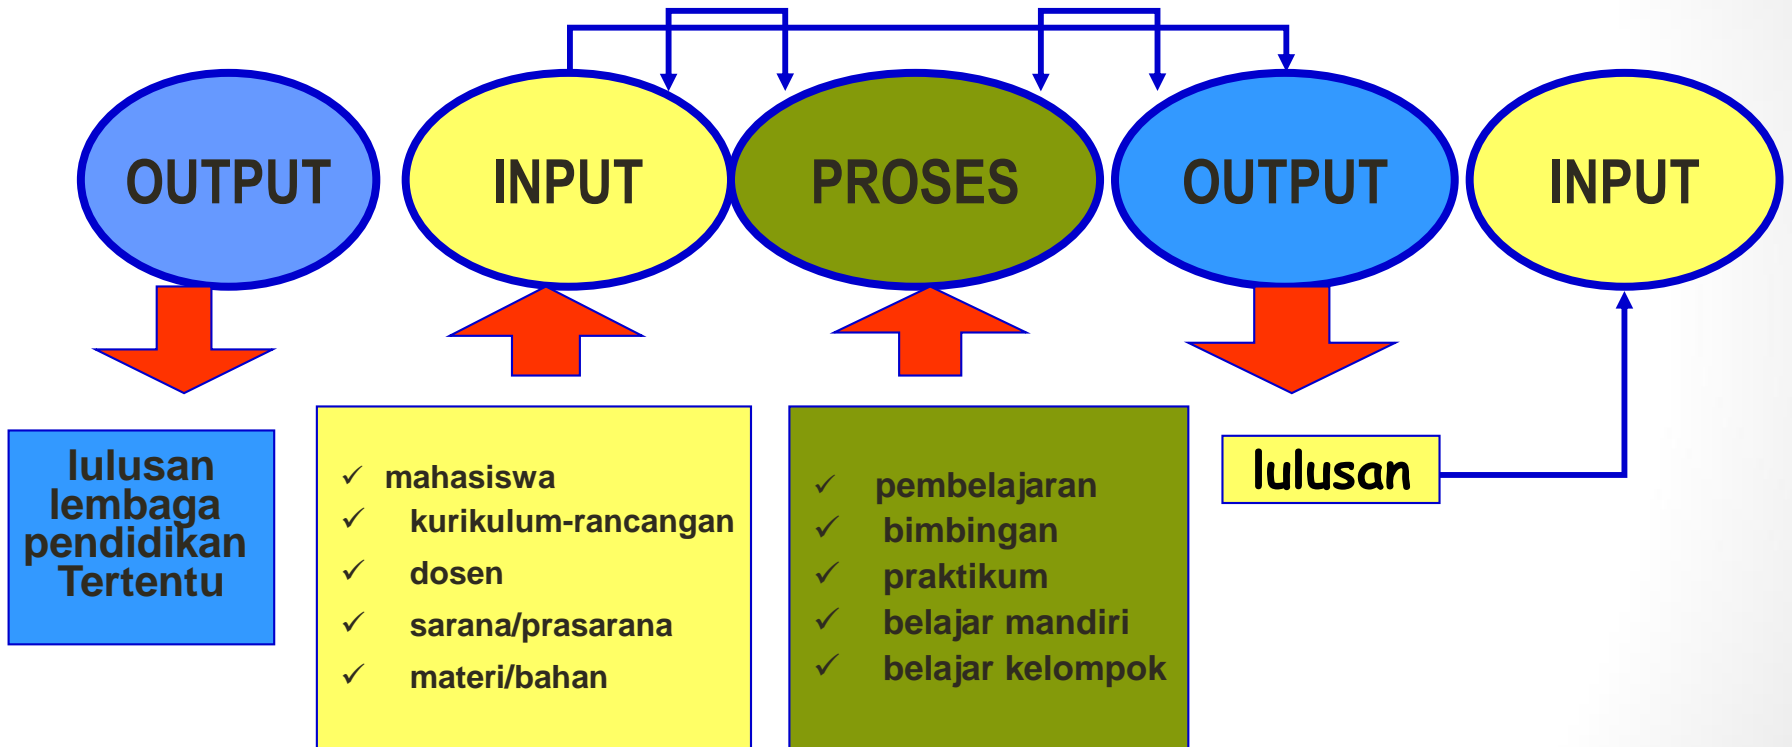 OUTPUT
INPUT
PROSES
OUTPUT
INPUT
lulusan
lembaga
pendidikan
Tertentu
✓ mahasiswa
✓ kurikulum-rancangan
✓ dosen
✓ sarana/prasarana
✓ materi/bahan
✓ pembelajaran
✓ bimbingan
✓ praktikum
✓ belajar mandiri
✓ belajar kelompok
lulusan